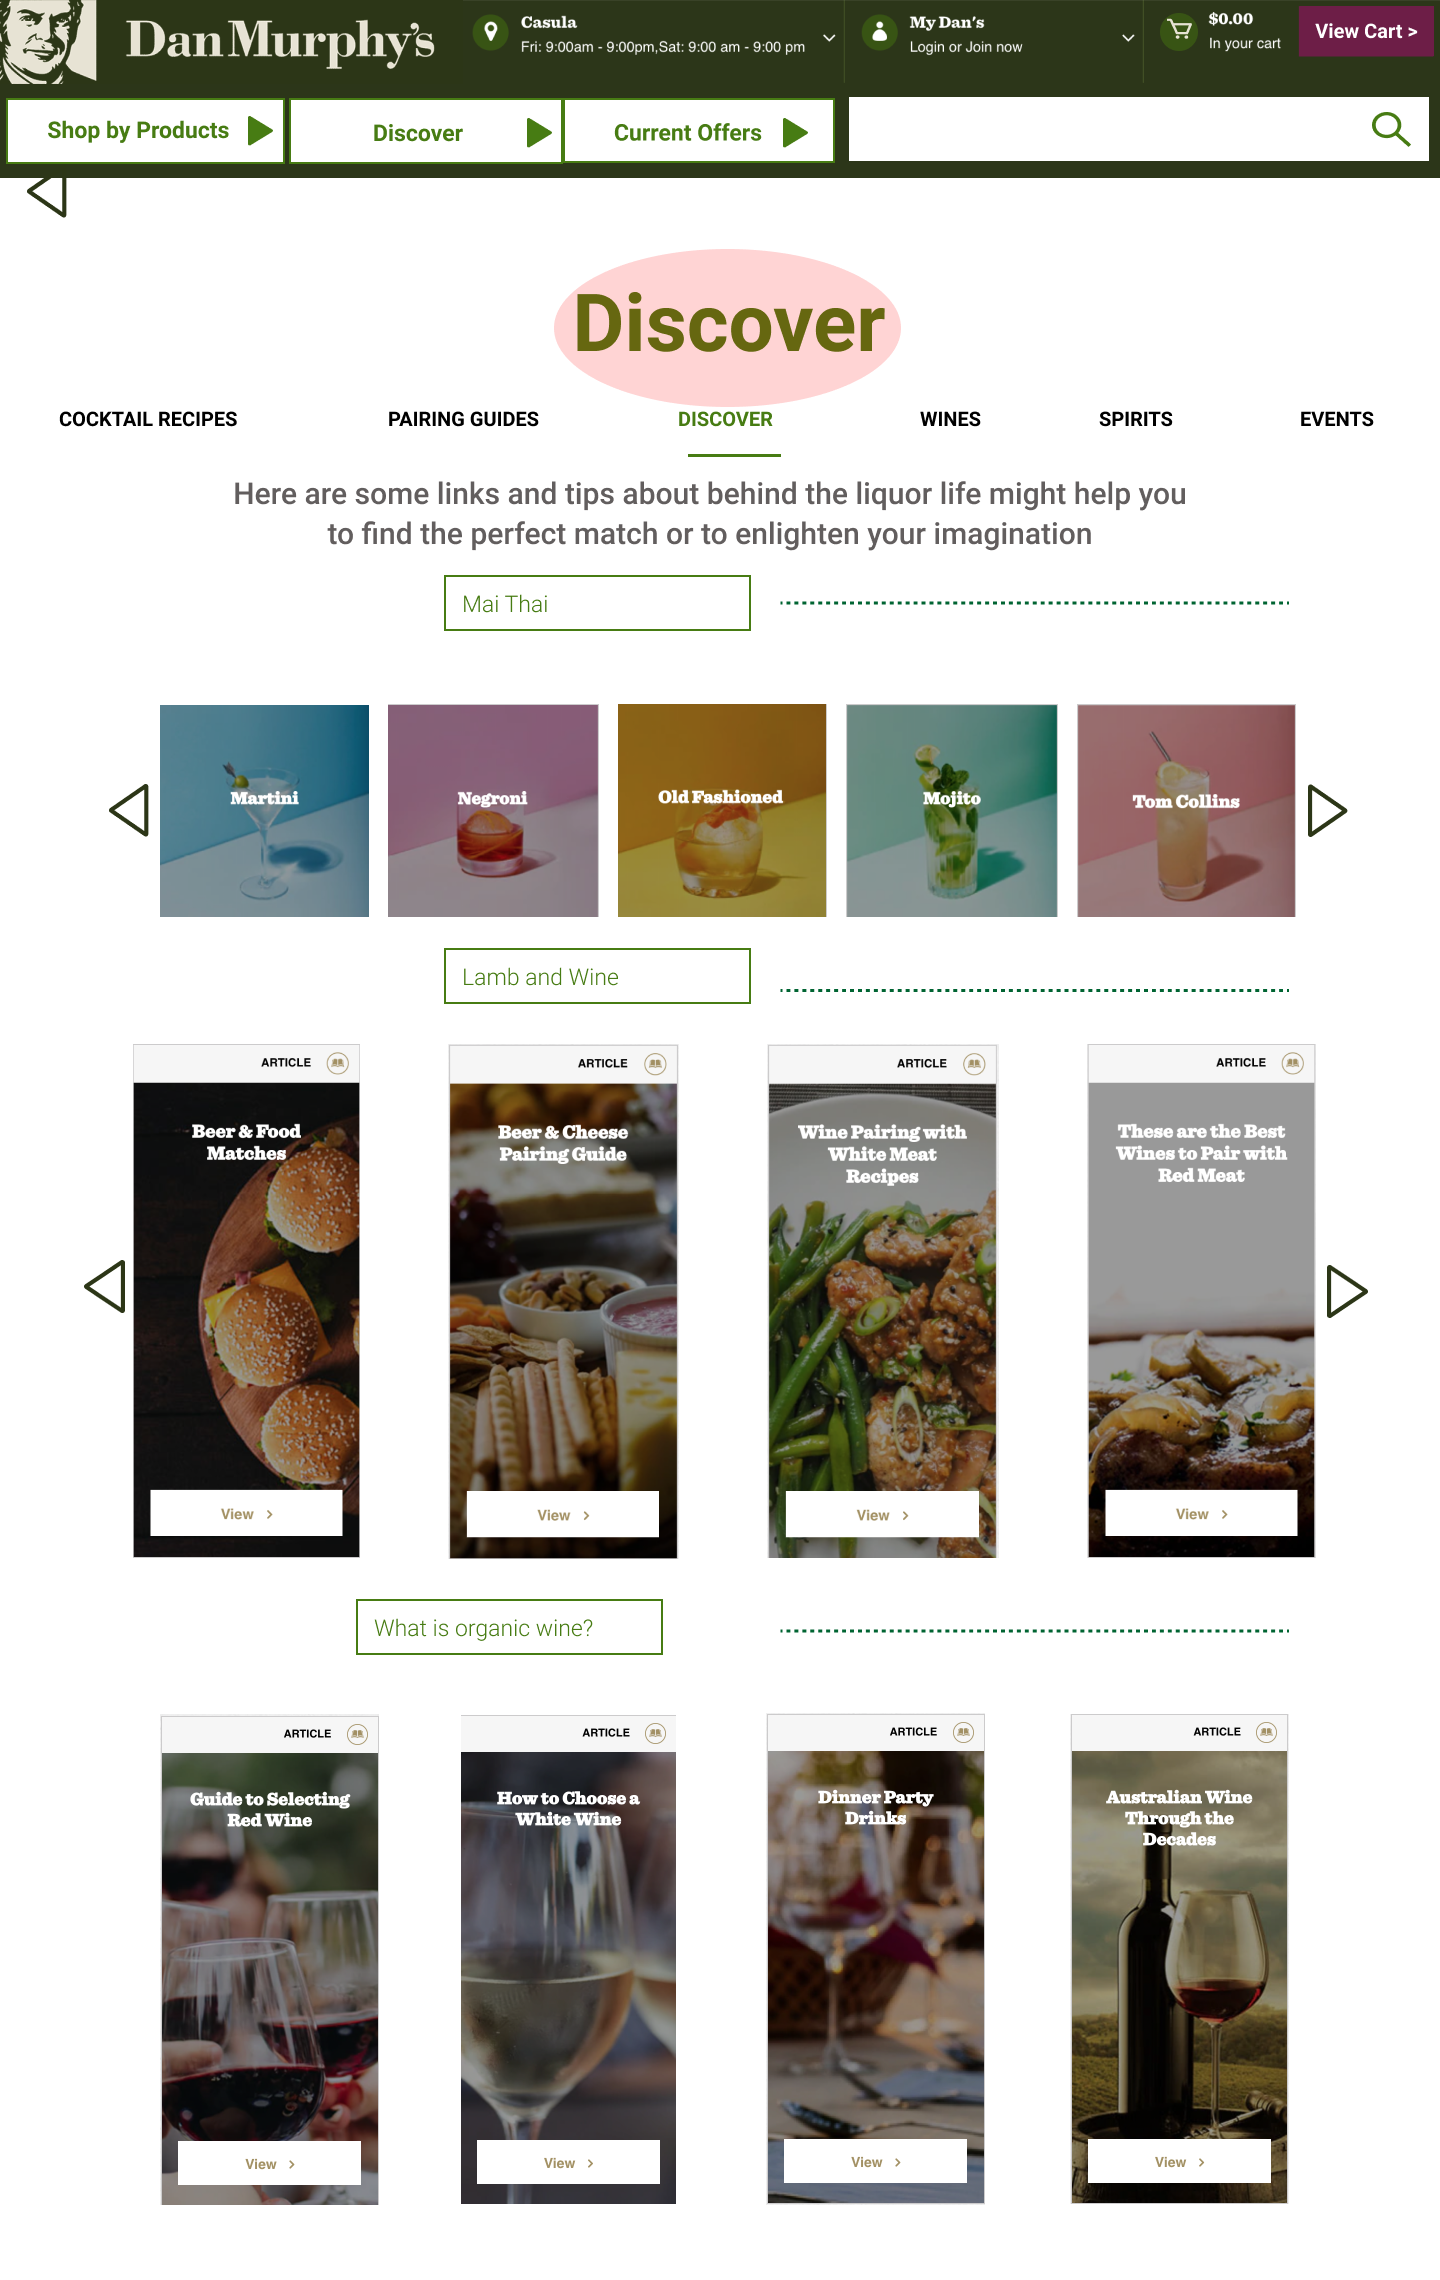 Dan Murphy's
Casula
Fri: 9:00am - 9:00pm,Sat: 9:00 am - 9:00 pm
My Dan's
Login or Join now
$0.00
In your cart
View Cart >
Shop by Products
Discover
Current Offers
Discover
COCKTAIL RECIPES
PAIRING GUIDES
DISCOVER
WINES
SPIRITS
EVENTS
Here are some links and tips about behind the liquor life might help you
to find the perfect match or to enlighten your imagination
Mai Thai
Martini
Negroni
Old Fashioned
Mojito
Tom Collins
Lamb and Wine
ARTICLE
Beer & Food
Matches
View >
ARTICLE
Beer & Cheese
Pairing Guide
View >
ARTICLE
Wine Pairing with
White Meat
Recipes
View >
ARTICLE
These are the Best
Wines to Pair with
Red Meat
View >
What is organic wine?
ARTICLE
Guide to Selecting
Red Wine
View >
ARTICLE
How to Choose a
White Wine
View >
ARTICLE
Dinner Party
Drinks
View >
ARTICLE
Australian Wine
Through the
Decades
View >